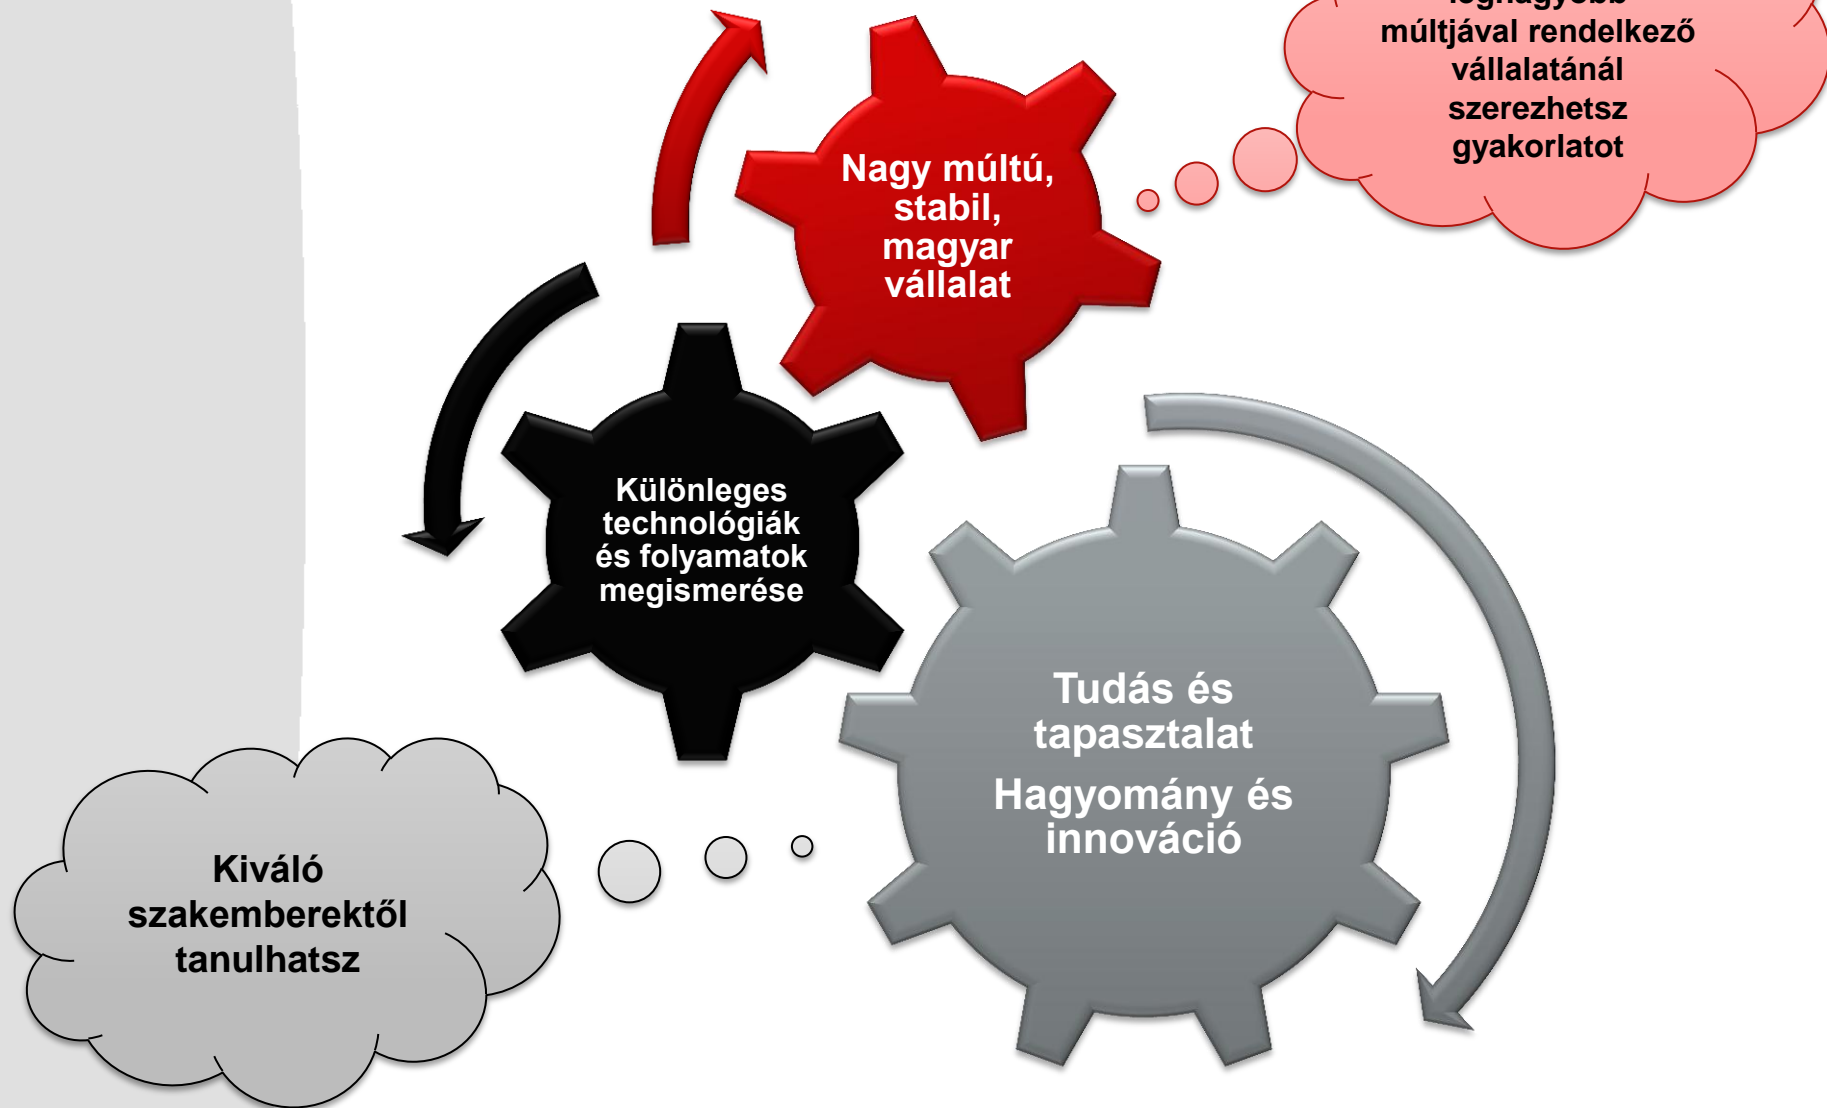 múltjával rendelkező
vállalatánál
szerezhetsz
gyakorlatot
Nagy múltú,
stabil,
magyar
vállalat
Különleges
technológiák
és folyamatok
megismerése
Tudás és
tapasztalat
Hagyomány és
innováció
Kiváló
szakemberektől
tanulhatsz